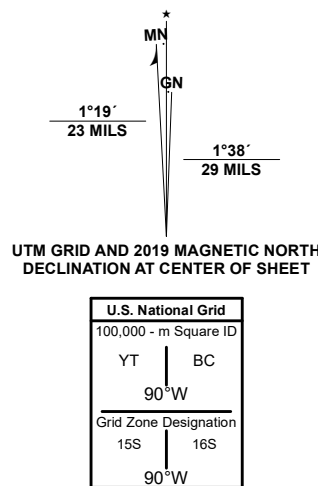 ★
MN
GN
1°19´
23 MILS
1°38´
29 MILS
UTM GRID AND 2019 MAGNETIC NORTH
DECLINATION AT CENTER OF SHEET
U.S. National Grid
100,000 - m Square ID
YT BC
90°W
Grid Zone Designation
15S 16S
90°W